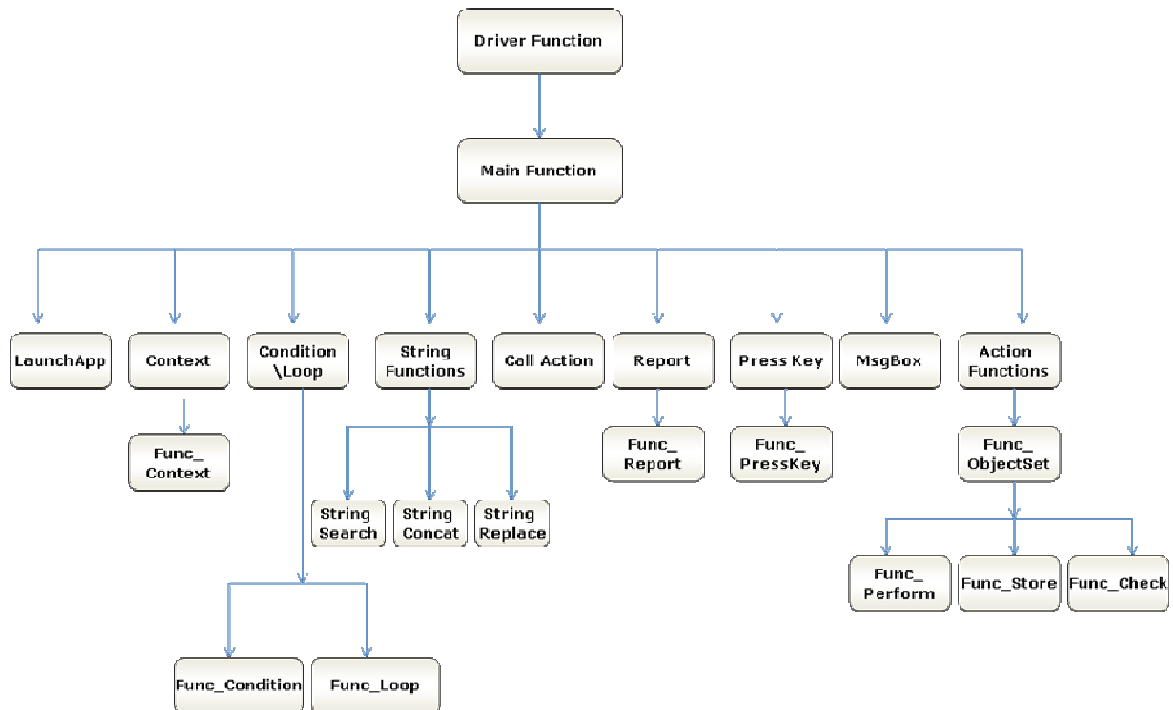 Driver Function
Main Function
LaunchApp
Context
Condition
\Loop
String
Functions
Call Action
Report
Press Key
MsgBox
Action
Functions
Func_
Context
Func_
Report
Func_
PressKey
Func_
ObjectSet
String
Search
String
Concat
String
Replace
Func_
Perform
Func_Store
Func_Check
Func_Condition
Func_Loop